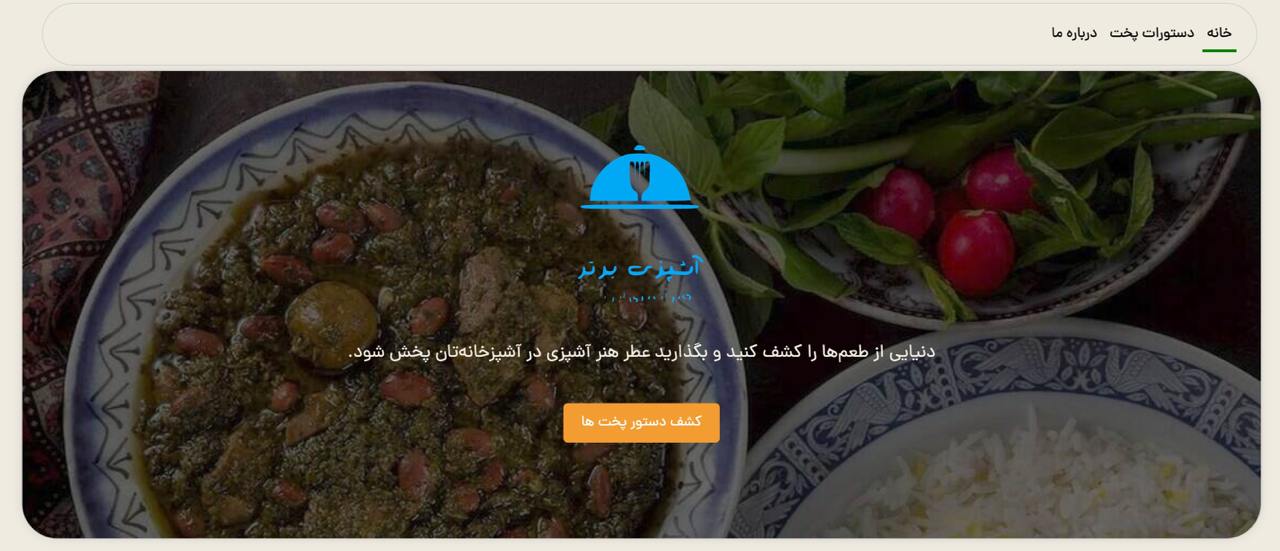 خانه
دستورات پخت
درباره ما
آشپزی برتر
دنیایی از طعم‌ها را کشف کنید و بگذارید عطر هنر آشپزی در آشپزخانه‌تان پخش شود.
کشف دستور پخت ها